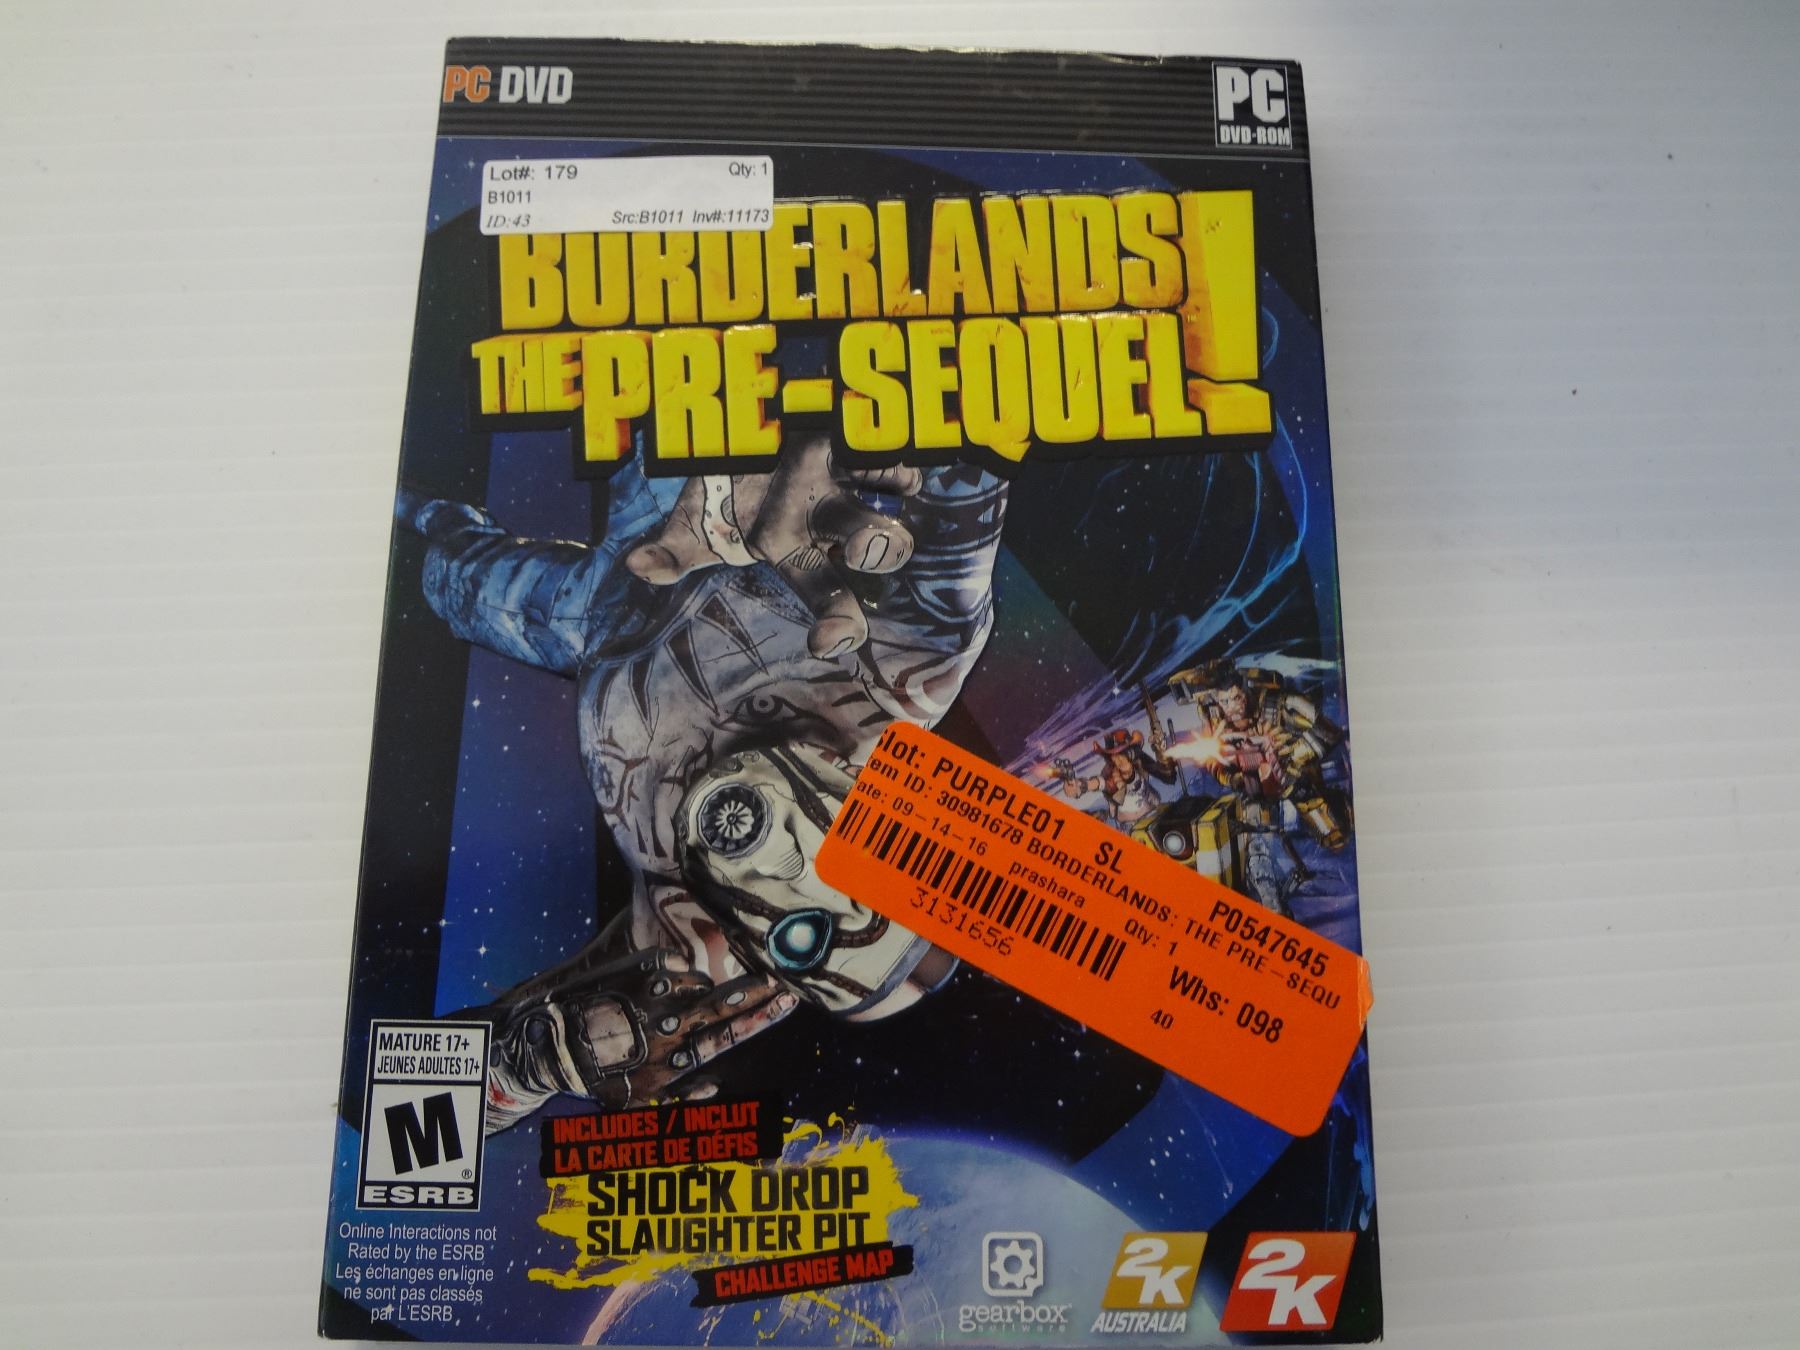 PC DVD
PC
DVD-ROM
Lot#: 179 Qty: 1
B1011
ID:43 Src:B1011 Inv#:11173
BORDERLANDS
THE PRE-SEQUEL!
lot: PURPLE01 SL P0547645
em ID: 30981678 BORDERLANDS: THE PRE-SEQU
ate: 09-14-16 prashara Qty: 1 Whs: 098
3131656
40
MATURE 17+
JEUNES ADULTES 17+
M
ESRB
Online Interactions not
Rated by the ESRB
Les échanges en ligne
ne sont pas classés
par L'ESRB
INCLUDES / INCLUT
LA CARTE DE DÉFIS
SHOCK DROP
SLAUGHTER PIT
CHALLENGE MAP
gearbox
software
2K
AUSTRALIA
2K